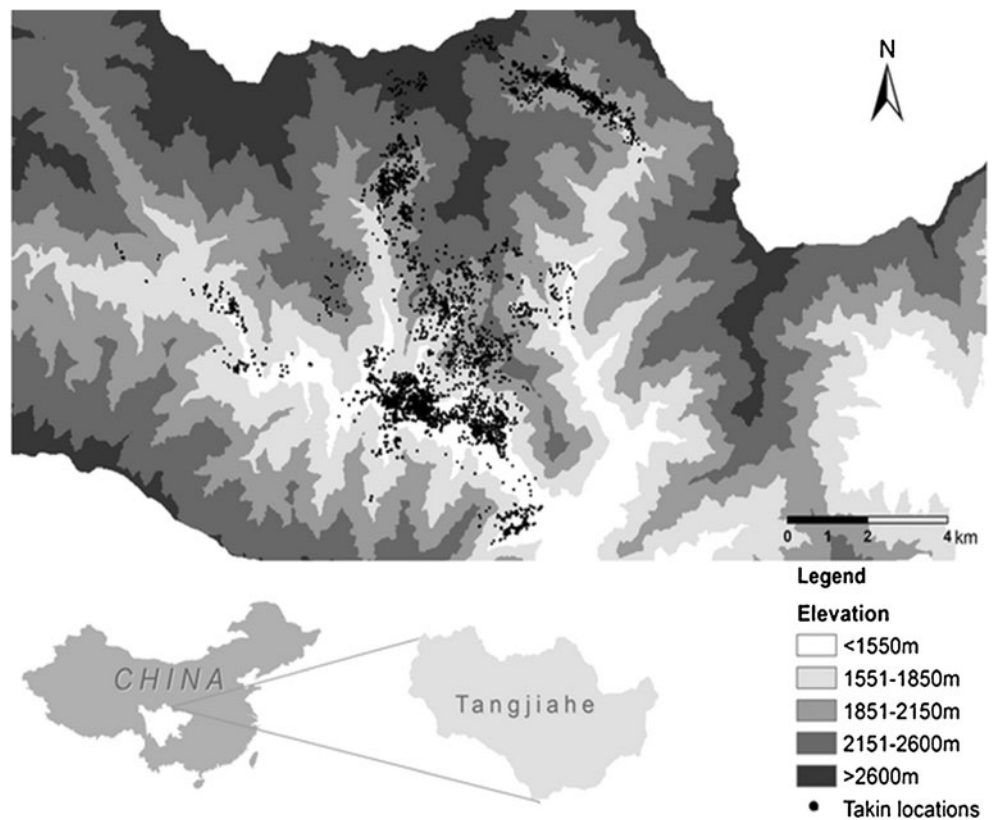 N
0 1 2 4 km
Legend
Elevation
<1550m
1551-1850m
1851-2150m
2151-2600m
>2600m
Takin locations
CHINA
Tangjiahe